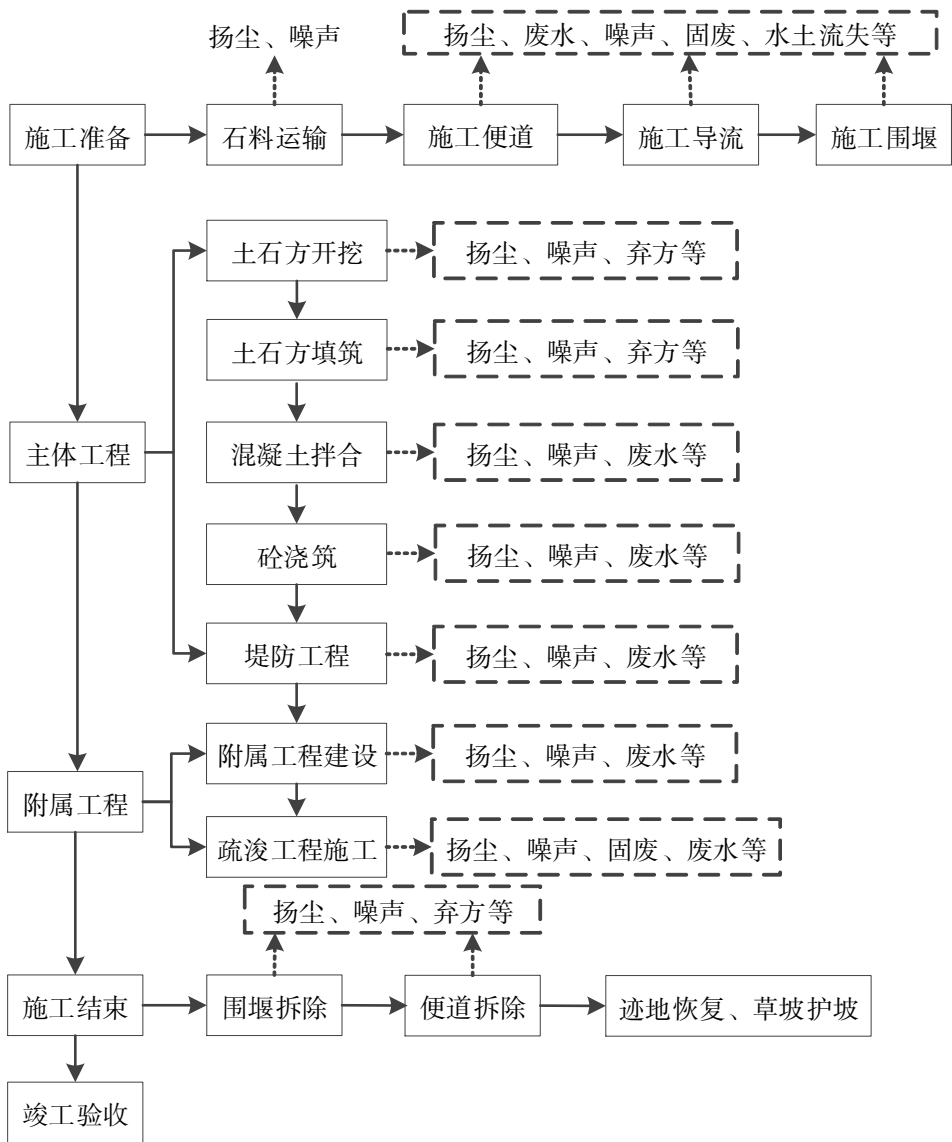 扬尘、噪声
扬尘、废水、噪声、固废、水土流失等
施工准备
石料运输
施工便道
施工导流
施工围堰
土石方开挖
扬尘、噪声、弃方等
土石方填筑
扬尘、噪声、弃方等
主体工程
混凝土拌合
扬尘、噪声、废水等
砼浇筑
扬尘、噪声、废水等
堤防工程
扬尘、噪声、废水等
附属工程建设
扬尘、噪声、废水等
附属工程
疏浚工程施工
扬尘、噪声、固废、废水等
扬尘、噪声、弃方等
施工结束
围堰拆除
便道拆除
迹地恢复、草坡护坡
竣工验收